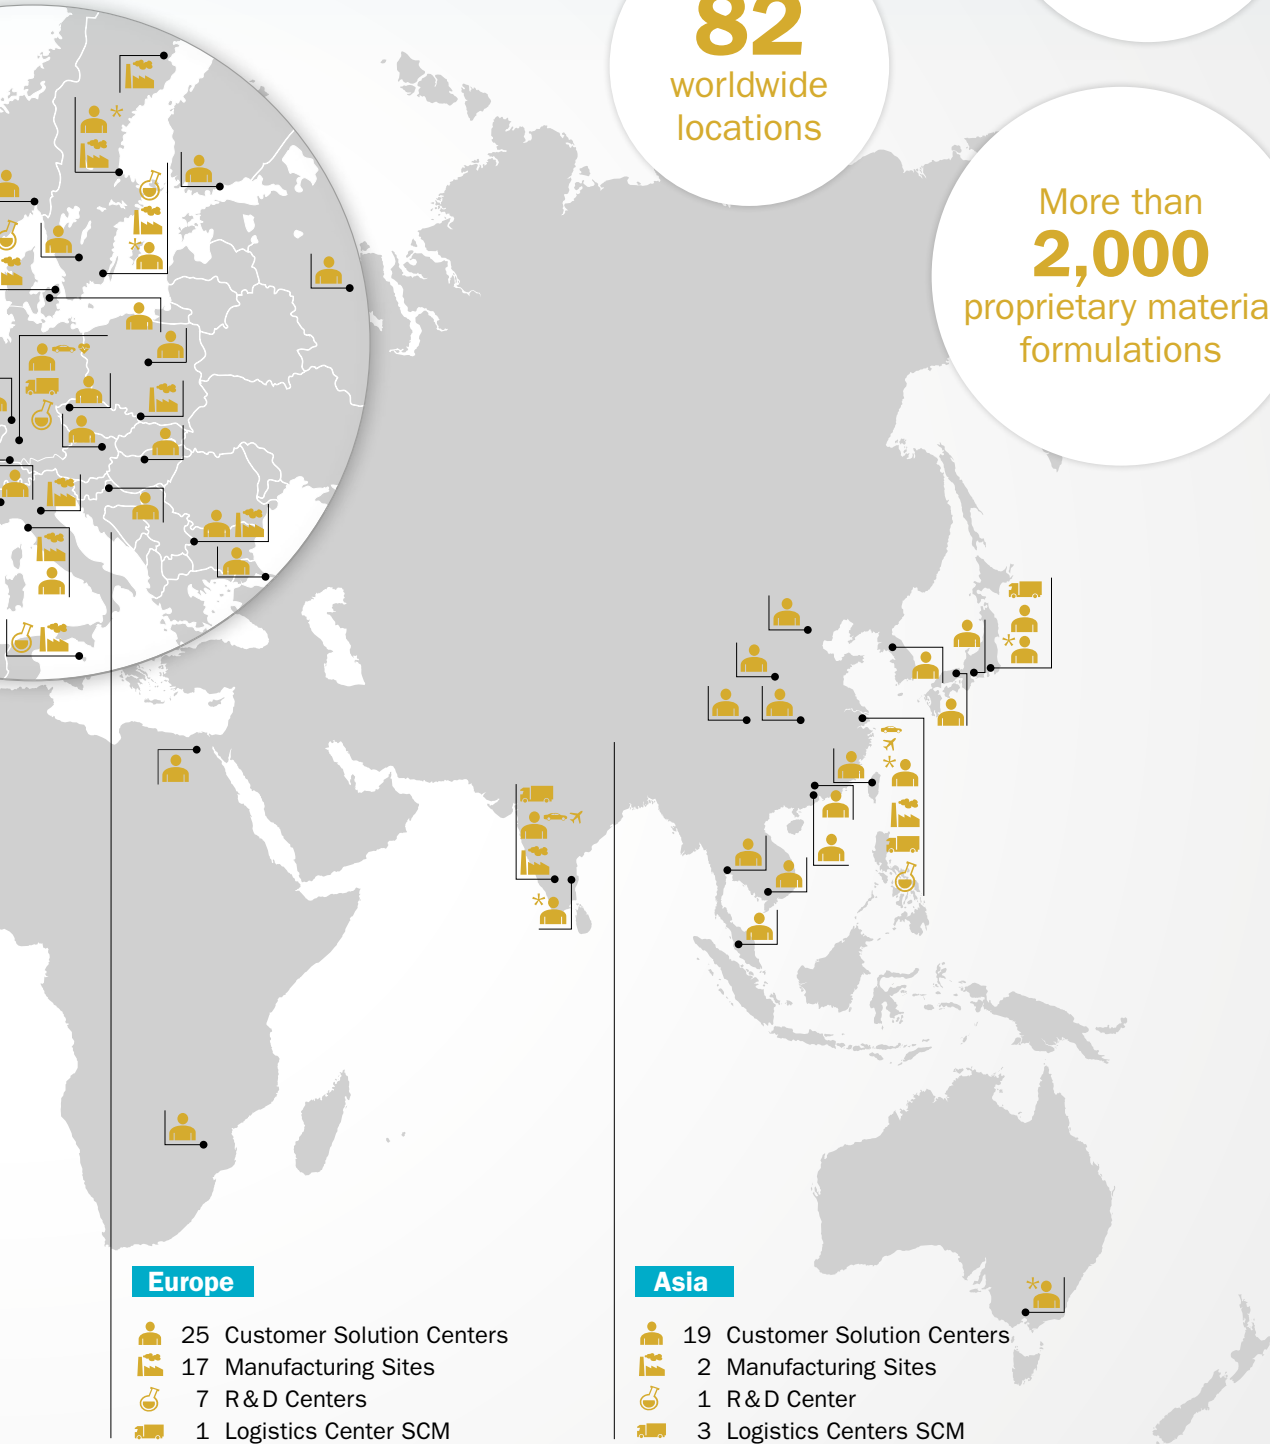 82
worldwide
locations
More than
2,000
proprietary materia
formulations
Europe
25 Customer Solution Centers
17 Manufacturing Sites
7 R&D Centers
1 Logistics Center SCM
Asia
19 Customer Solution Centers
2 Manufacturing Sites
1 R&D Center
3 Logistics Centers SCM